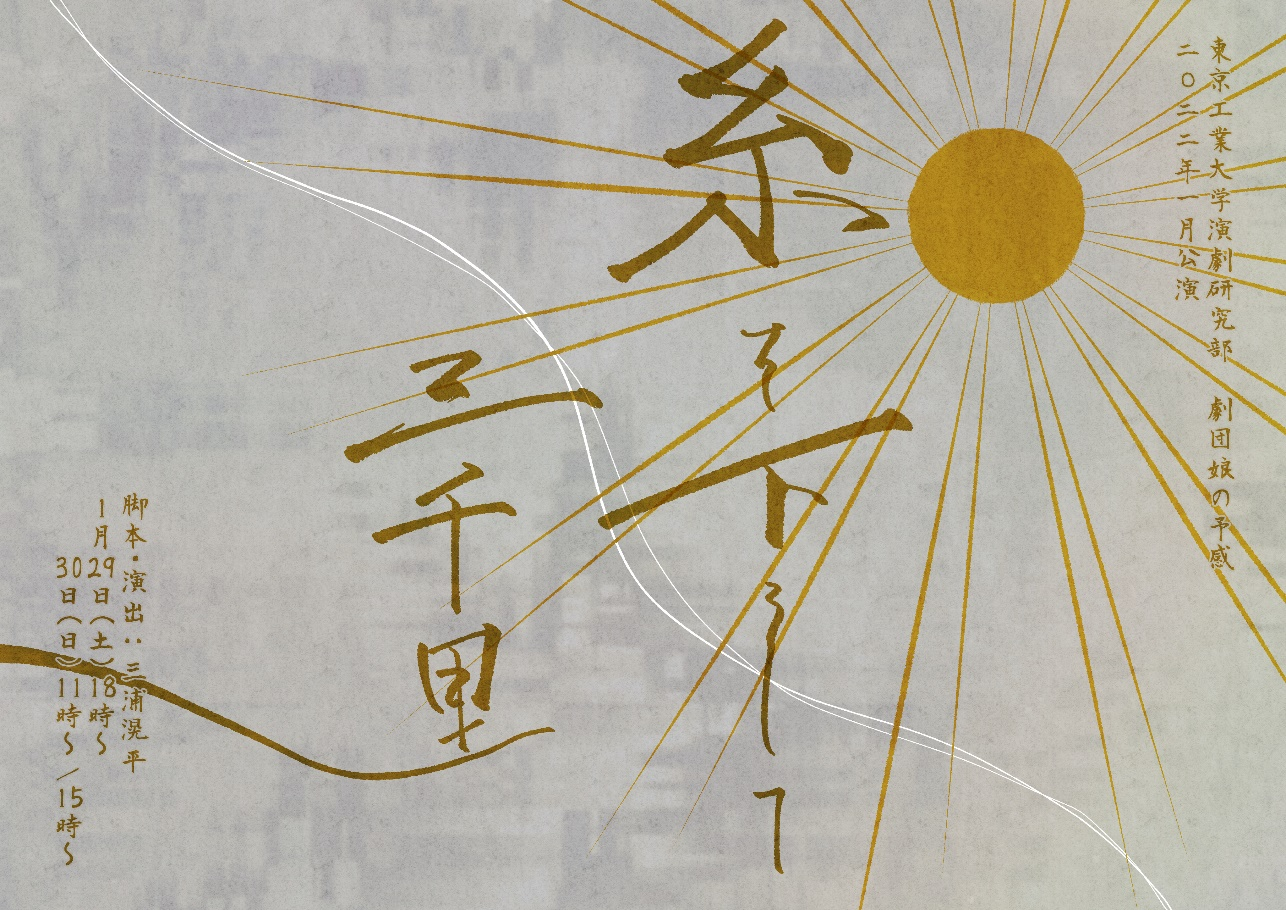 東京工業大学演劇研究部　劇団娘の予感
二〇二二年一月公演
糸を下ろして
三千里
脚本・演出：三浦滉平
1月29日（土）18時〜
30日（日）11時〜／15時〜